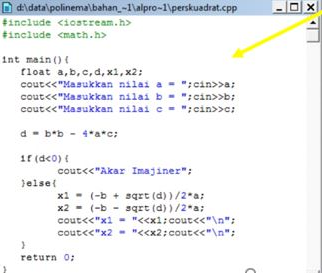 d:\data\polinema\bahan_~1\alpro~1\perskuadrat.cpp
#include <iostream.h>
#include <math.h>
int main(){
float a,b,c,d,x1,x2;
cout<<"Masukkan nilai a = ";cin>>a;
cout<<"Masukkan nilai b = ";cin>>b;
cout<<"Masukkan nilai c = ";cin>>c;
d = b*b - 4*a*c;
if(d<0){
cout<<"Akar Imajiner";
}else{
x1 = (-b + sqrt(d))/2*a;
x2 = (-b - sqrt(d))/2*a;
cout<<"x1 = "<<x1;cout<<"\n";
cout<<"x2 = "<<x2;cout<<"\n";
}
return 0;